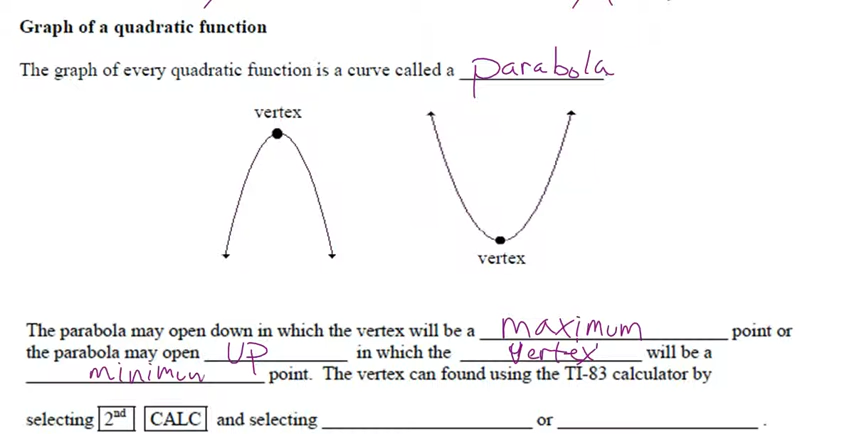 Graph of a quadratic function
The graph of every quadratic function is a curve called a parabola
vertex
vertex
The parabola may open down in which the vertex will be a maximum point or
the parabola may open UP in which the vertex will be a
minimun point. The vertex can found using the TI-83 calculator by
selecting 2nd CALC and selecting ____________ or ____________ .